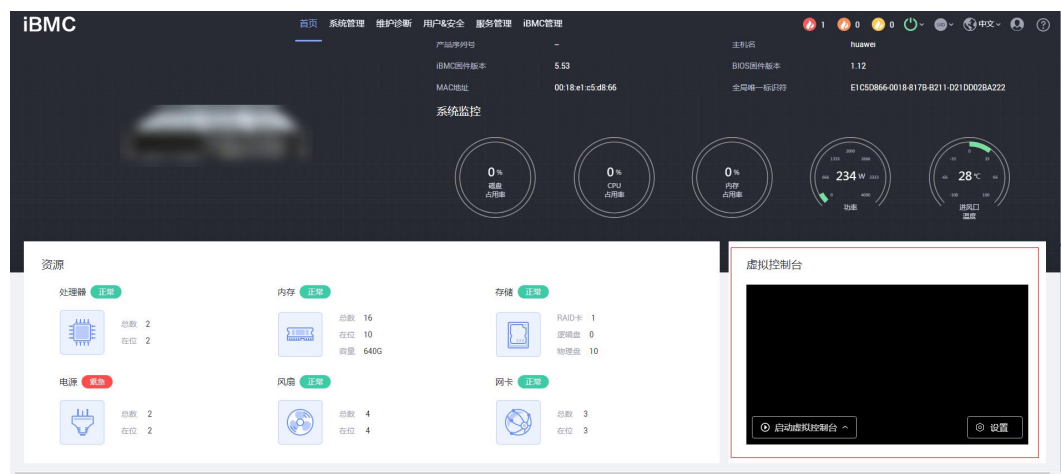 iBMC 首页 系统管理 维护诊断 用户&安全 服务管理 iBMC管理 1 0 0 中文
产品序列号 – 主机名 huawei
iBMC固件版本 5.53 BIOS固件版本 1.12
MAC地址 00:18:e1:c5:d8:66 全局唯一标识符 E1C5D866-0018-817B-B211-D21DD02BA222
系统监控
0 % 磁盘 占用率
0 % CPU 占用率
0 % 内存 占用率
234 W 功率
28 ℃ 进风口 温度
资源
处理器 正常
总数 2
在位 2
内存 正常
总数 16
在位 10
容量 640G
存储 正常
RAID卡 1
逻辑盘 0
物理盘 10
电源 紧急
总数 2
在位 2
风扇 正常
总数 4
在位 4
网卡 正常
总数 3
在位 3
虚拟控制台
启动虚拟控制台
设置